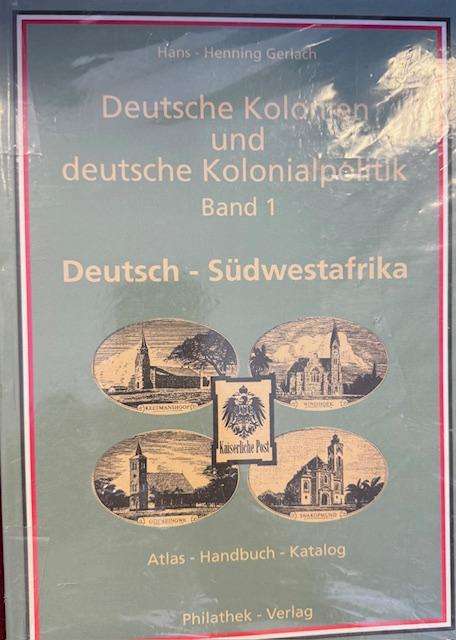 Hans - Henning Gerlach
Deutsche Kolonien
und
deutsche Kolonialpolitik
Band 1
Deutsch - Südwestafrika
KEETMANSHOOP
WINDHOEK
Kaiserliche Post
SWAKOPMUND
Atlas - Handbuch - Katalog
Philathek - Verlag